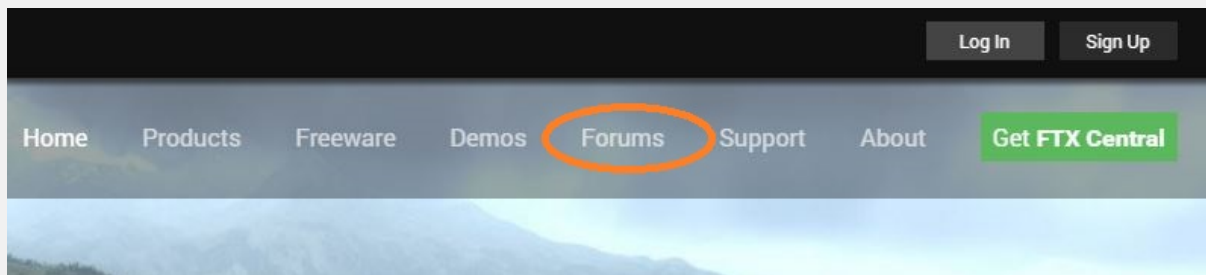 Log In Sign Up
Home Products Freeware Demos Forums Support About Get FTX Central